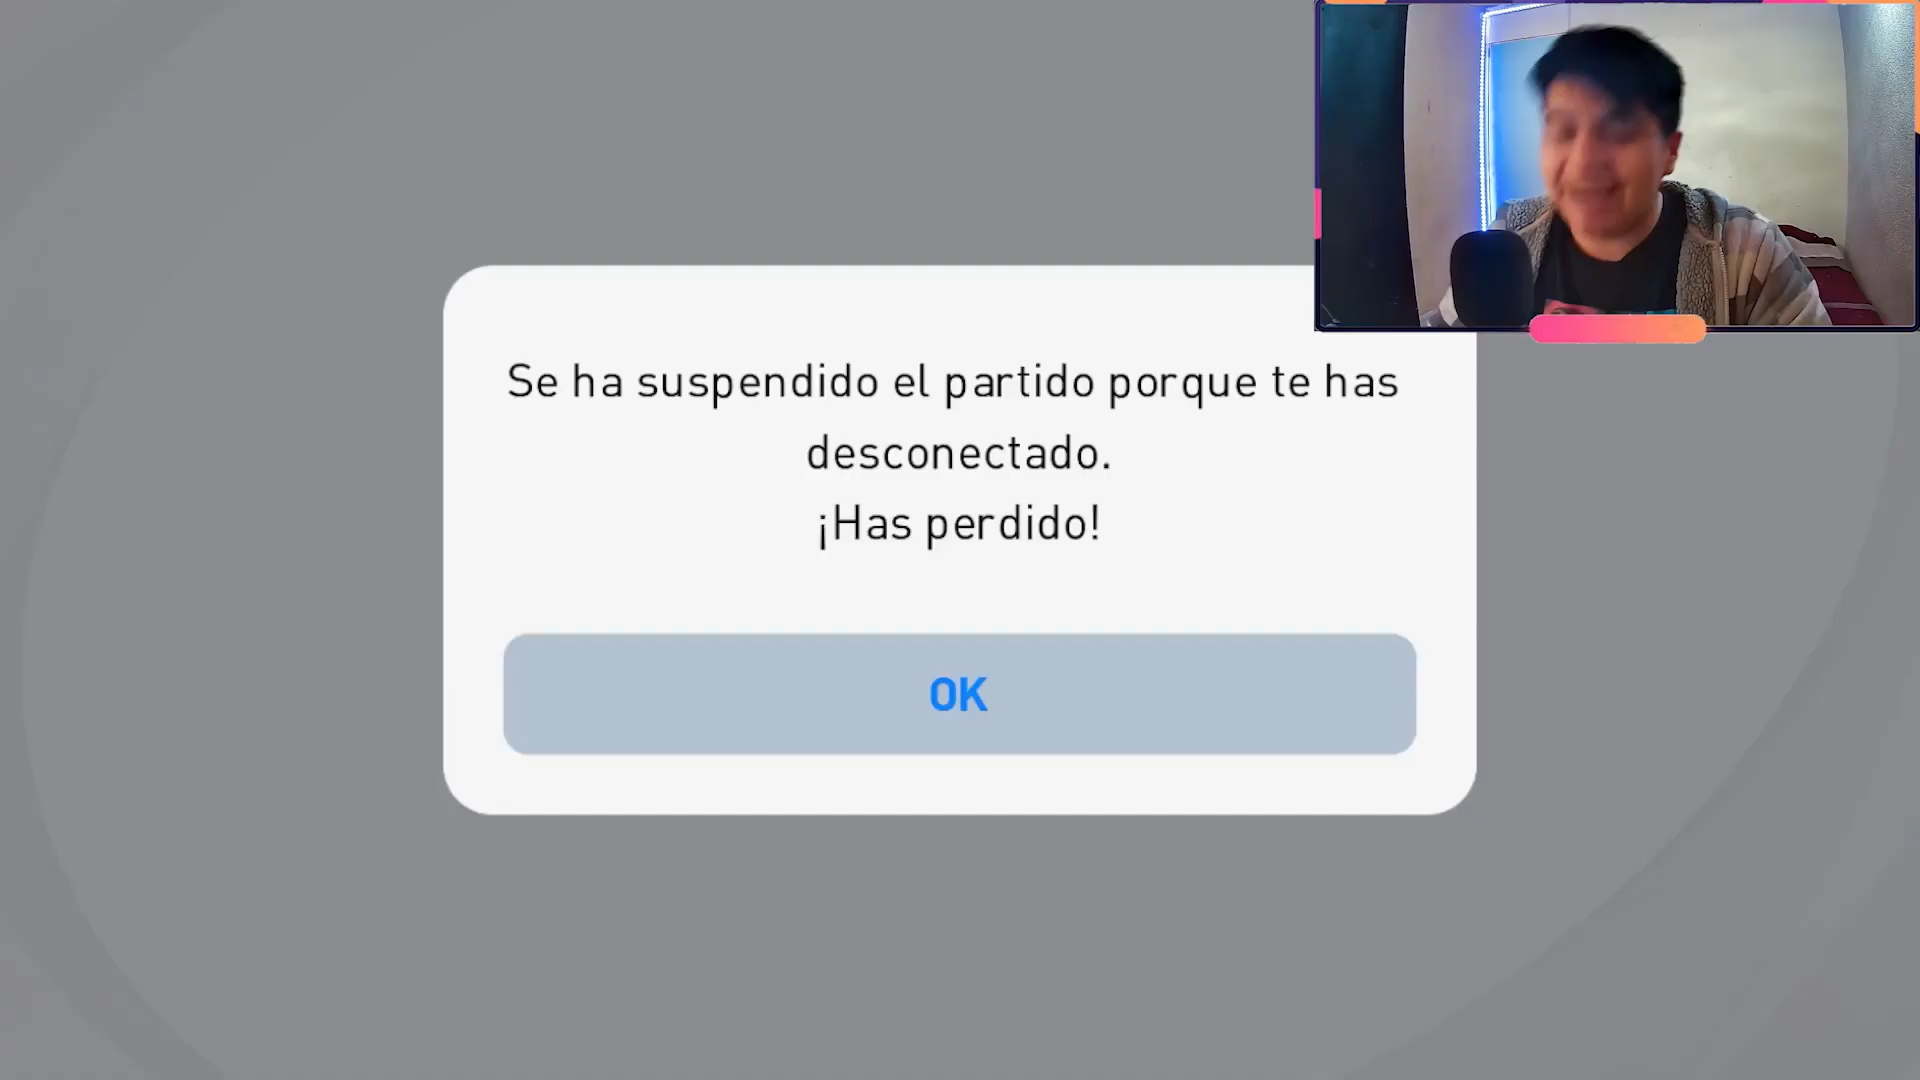 Se ha suspendido el partido porque te has
desconectado.
¡Has perdido!
OK